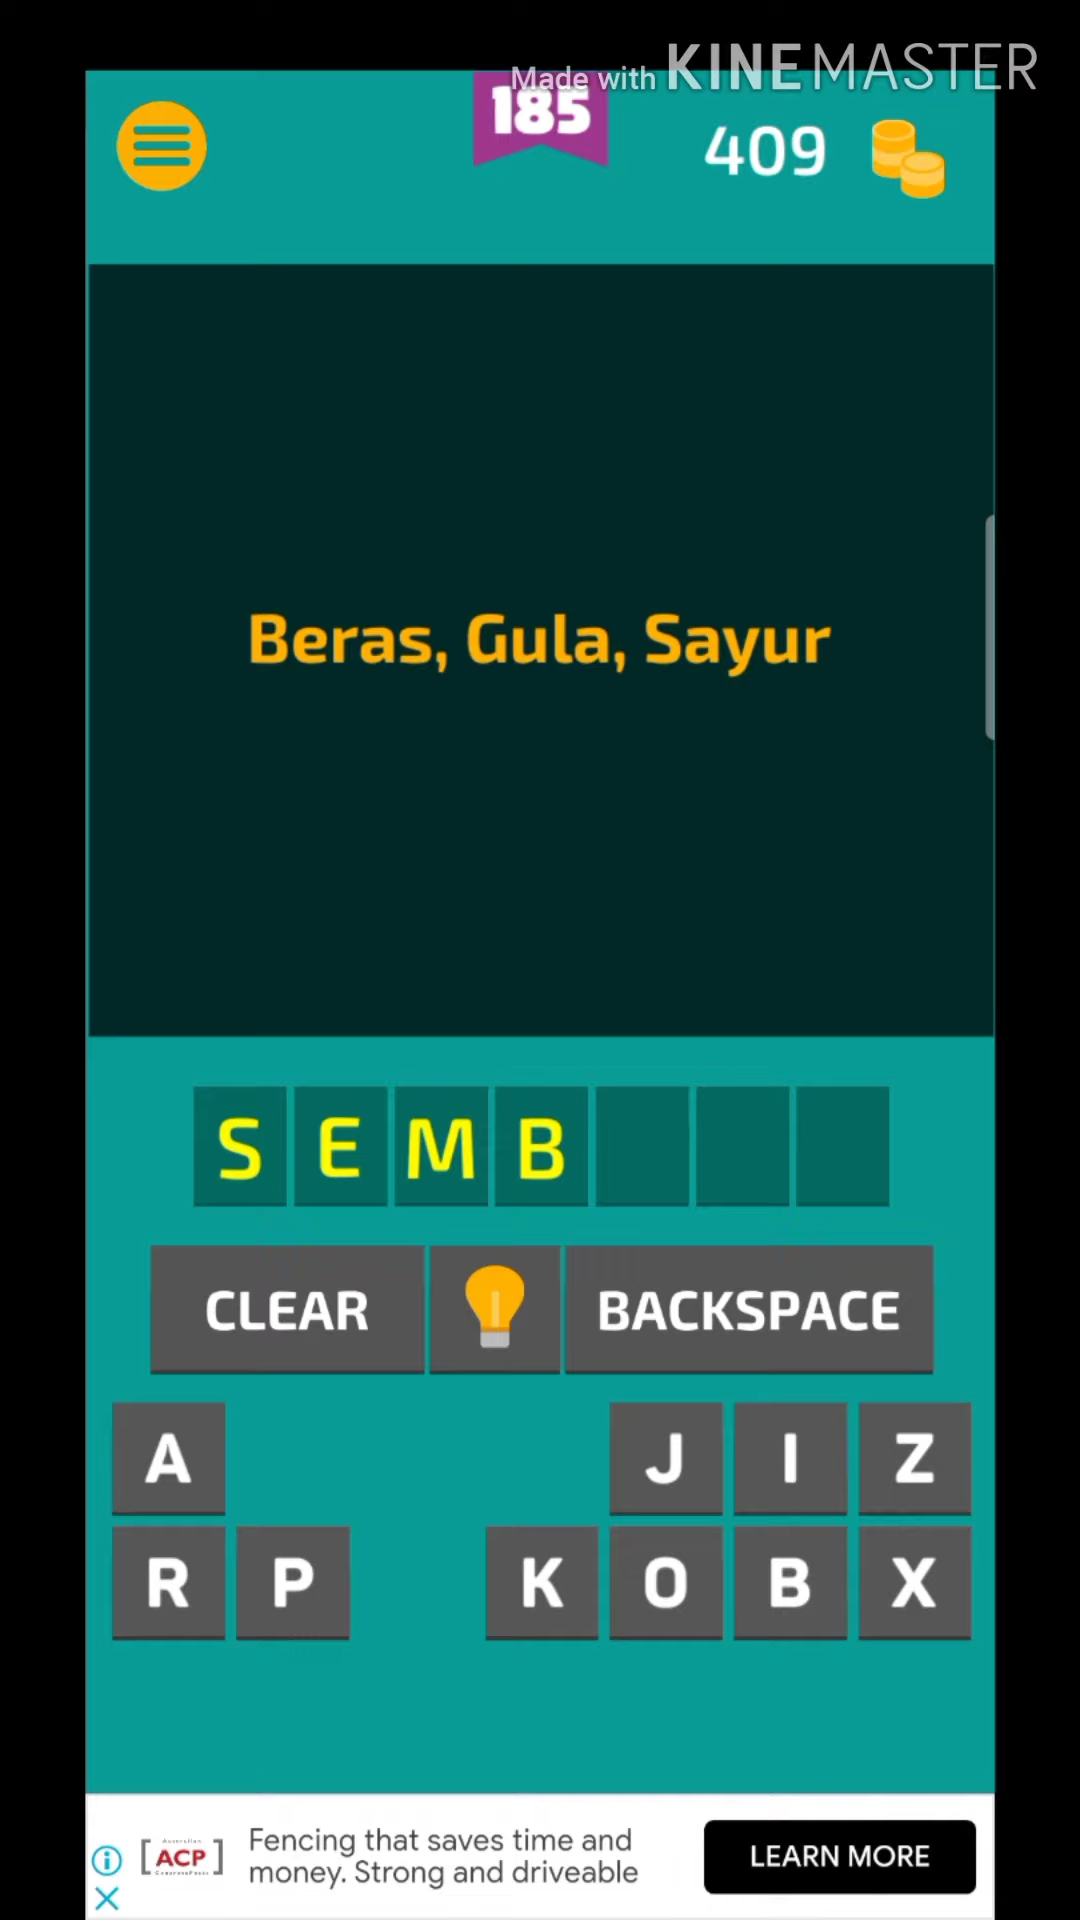 Made with KINEMASTER
185
409
Beras, Gula, Sayur
S E M B
CLEAR BACKSPACE
A J I Z
R P K O B X
[ACP]
Fencing that saves time and
money. Strong and driveable
LEARN MORE